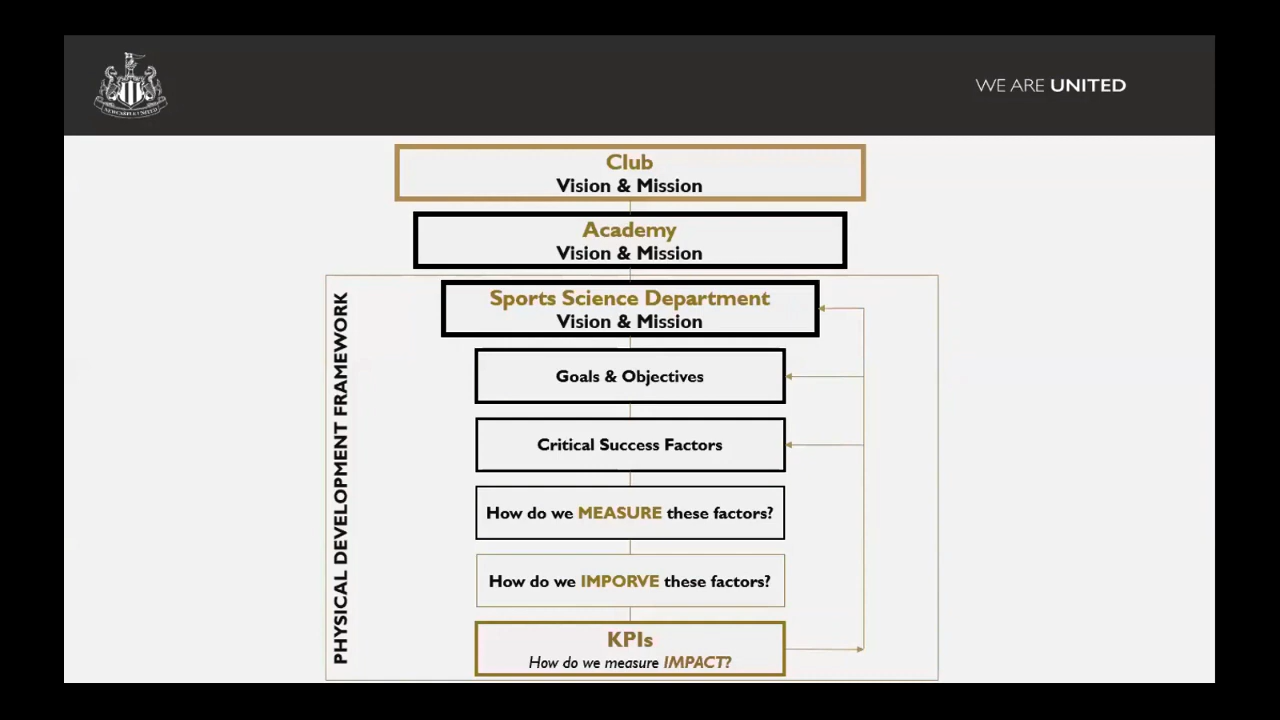 NEWCASTLE UNITED
WE ARE UNITED
Club
Vision & Mission
Academy
Vision & Mission
PHYSICAL DEVELOPMENT FRAMEWORK
Sports Science Department
Vision & Mission
Goals & Objectives
Critical Success Factors
How do we MEASURE these factors?
How do we IMPORVE these factors?
KPIs
How do we measure IMPACT?